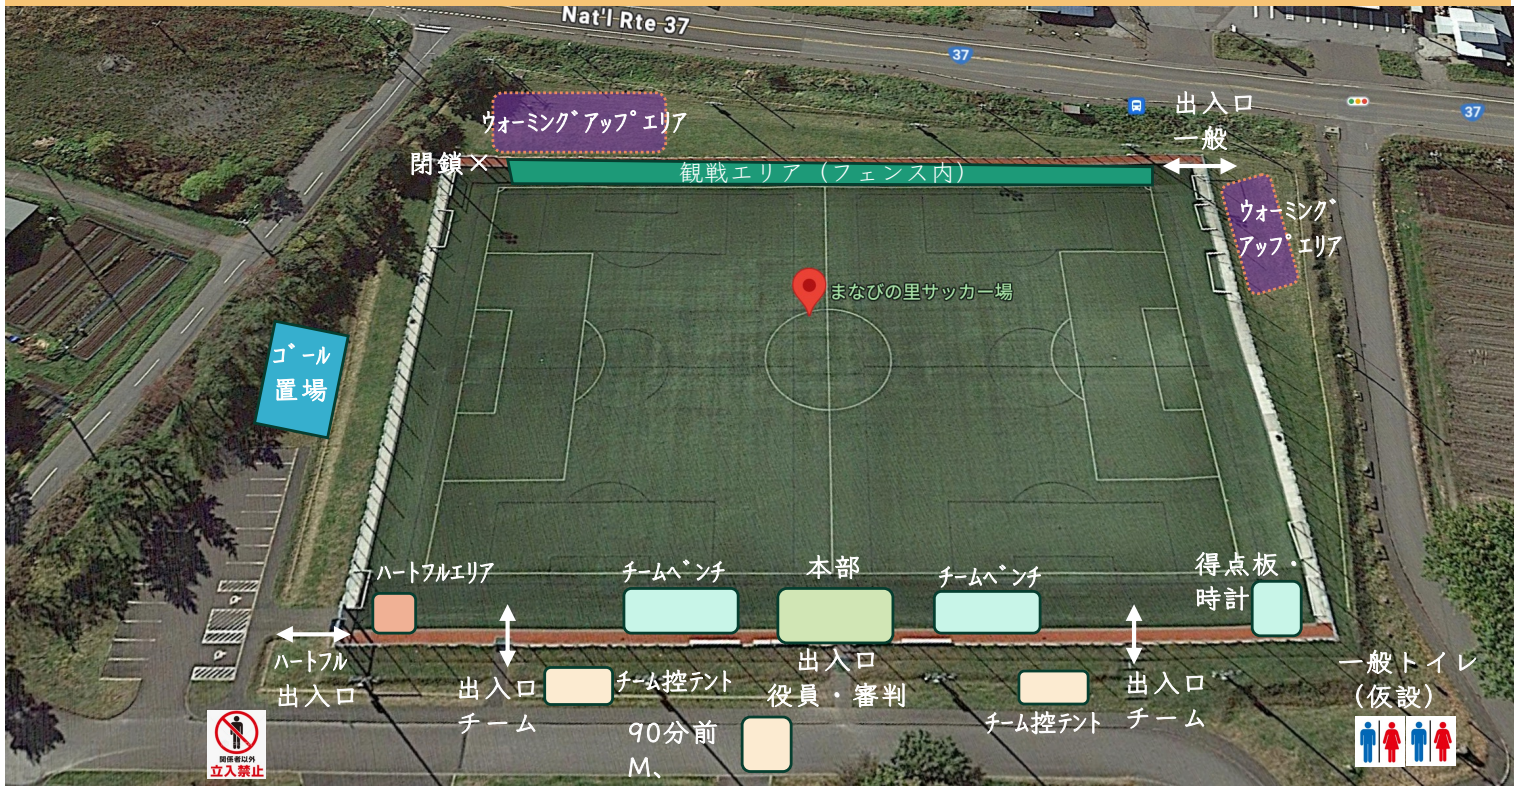 Nat'l Rte 37
37
37
出入口
一般
ウォーミングアップエリア
閉鎖×
観戦エリア（フェンス内）
ウォーミング
アップエリア
まなびの里サッカー場
ゴール
置場
ハートフルエリア
チームベンチ
本部
チームベンチ
得点板・
時計
ハートフル
出入口
出入口
チーム
チーム控テント
出入口
役員・審判
チーム控テント
出入口
チーム
一般トイレ
（仮設）
90分前
M、
関係者以外
立入禁止